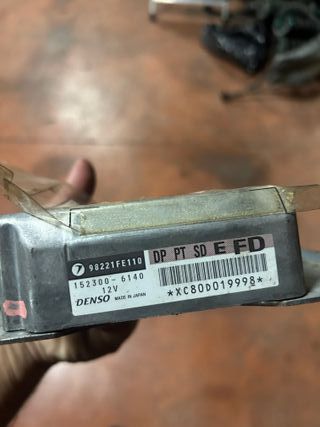 ⑦ 98221FE110
DP PT SD E FD
152300-6140
12V
DENSO MADE IN JAPAN
*XC80D019998*